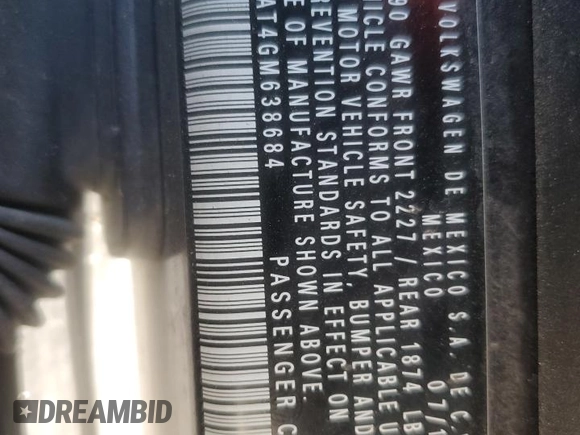 VOLKSWAGEN DE MEXICO S.A. DE C.
MEXICO 07/1
90 GAWR FRONT 2227 / REAR 1874 LB
ICLE CONFORMS TO ALL APPLICABLE U
MOTOR VEHICLE SAFETY, BUMPER AND
REVENTION STANDARDS IN EFFECT ON
E OF MANUFACTURE SHOWN ABOVE.
AT4GM638684 PASSENGER C
DREAMBID